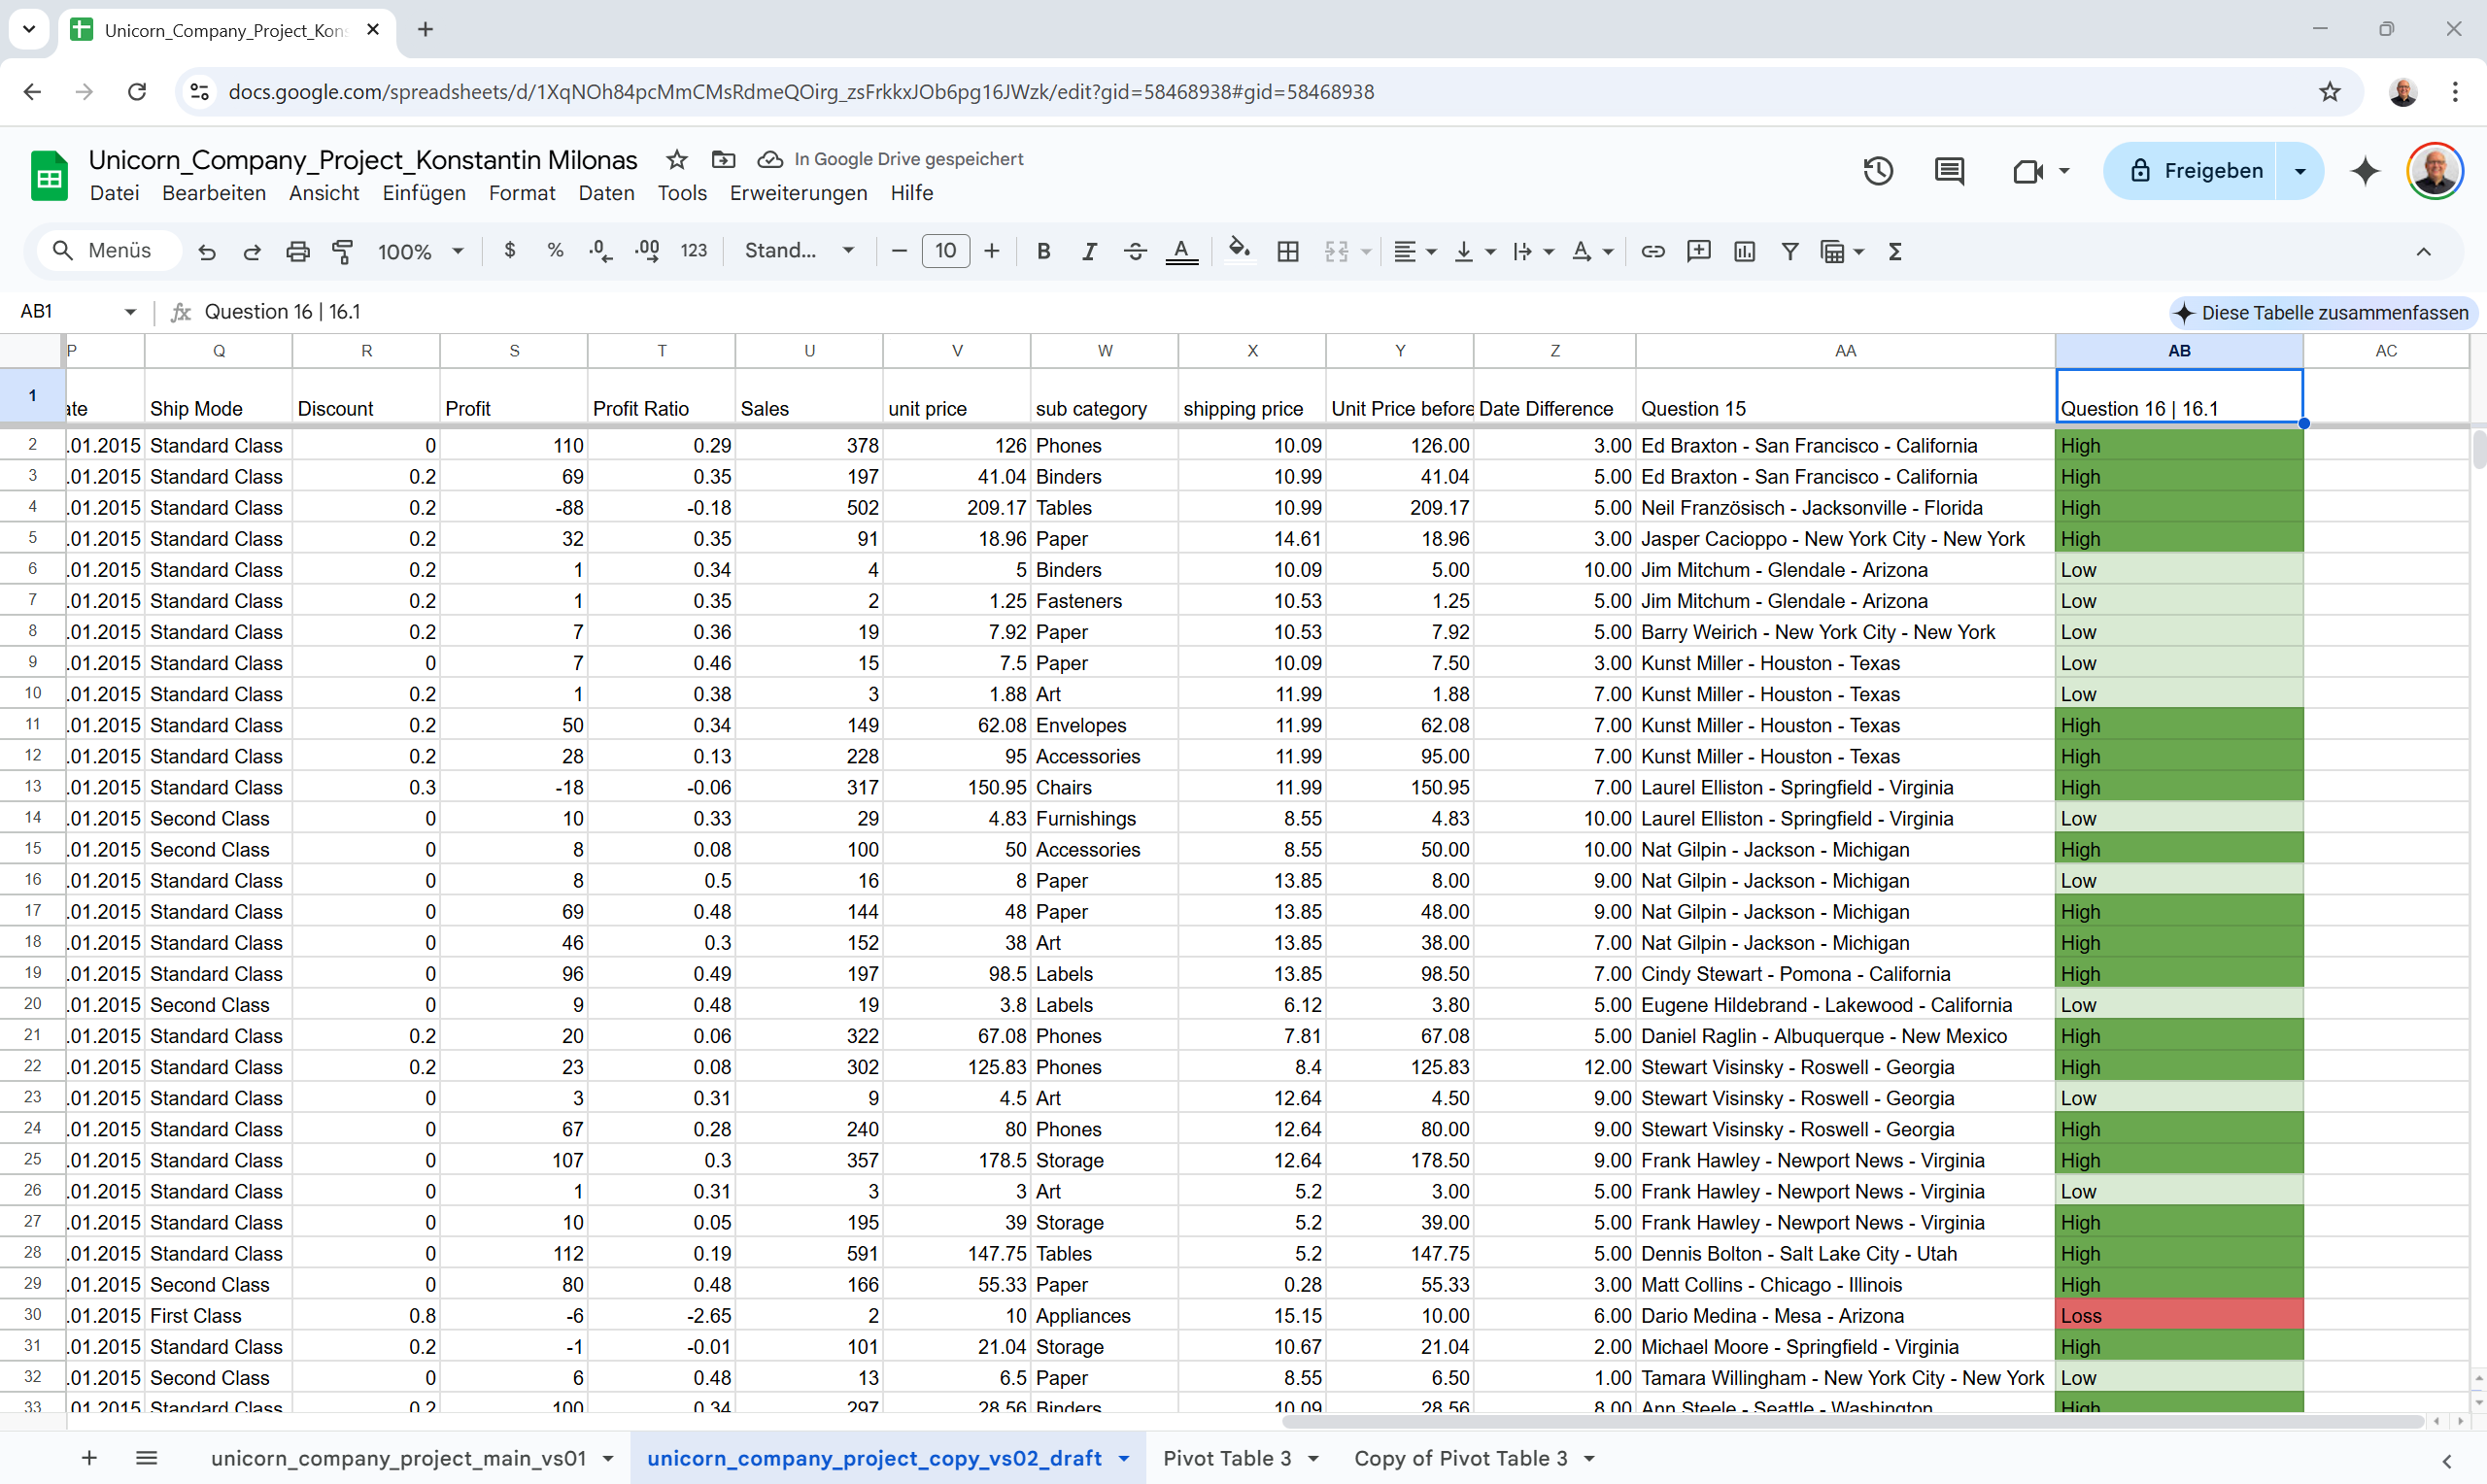 Unicorn_Company_Project_Kons
docs.google.com/spreadsheets/d/1XqNOh84pcMmCMsRdmeQOirg_zsFrkkxJOb6pg16JWzk/edit?gid=58468938#gid=58468938
Unicorn_Company_Project_Konstantin Milonas In Google Drive gespeichert
Datei Bearbeiten Ansicht Einfügen Format Daten Tools Erweiterungen Hilfe
Freigeben
Menüs 100% $ % .0 .00 123 Stand... 10
AB1 Question 16 | 16.1
Diese Tabelle zusammenfassen
P Q R S T U V W X Y Z AA AB AC
1 ate Ship Mode Discount Profit Profit Ratio Sales unit price sub category shipping price Unit Price before Date Difference Question 15 Question 16 | 16.1
2 .01.2015 Standard Class 0 110 0.29 378 126 Phones 10.09 126.00 3.00 Ed Braxton - San Francisco - California High
3 .01.2015 Standard Class 0.2 69 0.35 197 41.04 Binders 10.99 41.04 5.00 Ed Braxton - San Francisco - California High
4 .01.2015 Standard Class 0.2 -88 -0.18 502 209.17 Tables 10.99 209.17 5.00 Neil Französisch - Jacksonville - Florida High
5 .01.2015 Standard Class 0.2 32 0.35 91 18.96 Paper 14.61 18.96 3.00 Jasper Cacioppo - New York City - New York High
6 .01.2015 Standard Class 0.2 1 0.34 4 5 Binders 10.09 5.00 10.00 Jim Mitchum - Glendale - Arizona Low
7 .01.2015 Standard Class 0.2 1 0.35 2 1.25 Fasteners 10.53 1.25 5.00 Jim Mitchum - Glendale - Arizona Low
8 .01.2015 Standard Class 0.2 7 0.36 19 7.92 Paper 10.53 7.92 5.00 Barry Weirich - New York City - New York Low
9 .01.2015 Standard Class 0 7 0.46 15 7.5 Paper 10.09 7.50 3.00 Kunst Miller - Houston - Texas Low
10 .01.2015 Standard Class 0.2 1 0.38 3 1.88 Art 11.99 1.88 7.00 Kunst Miller - Houston - Texas Low
11 .01.2015 Standard Class 0.2 50 0.34 149 62.08 Envelopes 11.99 62.08 7.00 Kunst Miller - Houston - Texas High
12 .01.2015 Standard Class 0.2 28 0.13 228 95 Accessories 11.99 95.00 7.00 Kunst Miller - Houston - Texas High
13 .01.2015 Standard Class 0.3 -18 -0.06 317 150.95 Chairs 11.99 150.95 7.00 Laurel Elliston - Springfield - Virginia High
14 .01.2015 Second Class 0 10 0.33 29 4.83 Furnishings 8.55 4.83 10.00 Laurel Elliston - Springfield - Virginia Low
15 .01.2015 Second Class 0 8 0.08 100 50 Accessories 8.55 50.00 10.00 Nat Gilpin - Jackson - Michigan High
16 .01.2015 Standard Class 0 8 0.5 16 8 Paper 13.85 8.00 9.00 Nat Gilpin - Jackson - Michigan Low
17 .01.2015 Standard Class 0 69 0.48 144 48 Paper 13.85 48.00 9.00 Nat Gilpin - Jackson - Michigan High
18 .01.2015 Standard Class 0 46 0.3 152 38 Art 13.85 38.00 7.00 Nat Gilpin - Jackson - Michigan High
19 .01.2015 Standard Class 0 96 0.49 197 98.5 Labels 13.85 98.50 7.00 Cindy Stewart - Pomona - California High
20 .01.2015 Second Class 0 9 0.48 19 3.8 Labels 6.12 3.80 5.00 Eugene Hildebrand - Lakewood - California Low
21 .01.2015 Standard Class 0.2 20 0.06 322 67.08 Phones 7.81 67.08 5.00 Daniel Raglin - Albuquerque - New Mexico High
22 .01.2015 Standard Class 0.2 23 0.08 302 125.83 Phones 8.4 125.83 12.00 Stewart Visinsky - Roswell - Georgia High
23 .01.2015 Standard Class 0 3 0.31 9 4.5 Art 12.64 4.50 9.00 Stewart Visinsky - Roswell - Georgia Low
24 .01.2015 Standard Class 0 67 0.28 240 80 Phones 12.64 80.00 9.00 Stewart Visinsky - Roswell - Georgia High
25 .01.2015 Standard Class 0 107 0.3 357 178.5 Storage 12.64 178.50 9.00 Frank Hawley - Newport News - Virginia High
26 .01.2015 Standard Class 0 1 0.31 3 3 Art 5.2 3.00 5.00 Frank Hawley - Newport News - Virginia Low
27 .01.2015 Standard Class 0 10 0.05 195 39 Storage 5.2 39.00 5.00 Frank Hawley - Newport News - Virginia High
28 .01.2015 Standard Class 0 112 0.19 591 147.75 Tables 5.2 147.75 5.00 Dennis Bolton - Salt Lake City - Utah High
29 .01.2015 Second Class 0 80 0.48 166 55.33 Paper 0.28 55.33 3.00 Matt Collins - Chicago - Illinois High
30 .01.2015 First Class 0.8 -6 -2.65 2 10 Appliances 15.15 10.00 6.00 Dario Medina - Mesa - Arizona Loss
31 .01.2015 Standard Class 0.2 -1 -0.01 101 21.04 Storage 10.67 21.04 2.00 Michael Moore - Springfield - Virginia High
32 .01.2015 Second Class 0 6 0.48 13 6.5 Paper 8.55 6.50 1.00 Tamara Willingham - New York City - New York Low
33 .01.2015 Standard Class 0.2 100 0.34 297 28.56 Binders 10.09 28.56 8.00 Ann Steele - Seattle - Washington High
unicorn_company_project_main_vs01 unicorn_company_project_copy_vs02_draft Pivot Table 3 Copy of Pivot Table 3